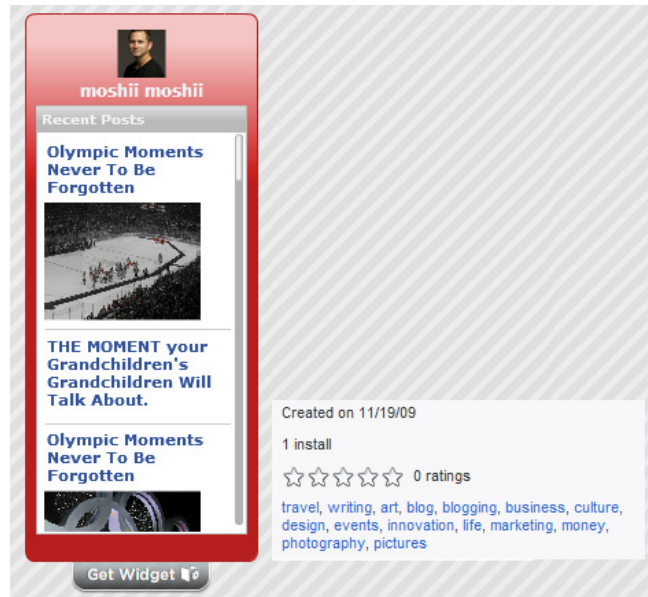 moshii moshii
Recent Posts
Olympic Moments
Never To Be
Forgotten
THE MOMENT your
Grandchildren's
Grandchildren Will
Talk About.
Olympic Moments
Never To Be
Forgotten
Get Widget
Created on 11/19/09
1 install
0 ratings
travel, writing, art, blog, blogging, business, culture,
design, events, innovation, life, marketing, money,
photography, pictures